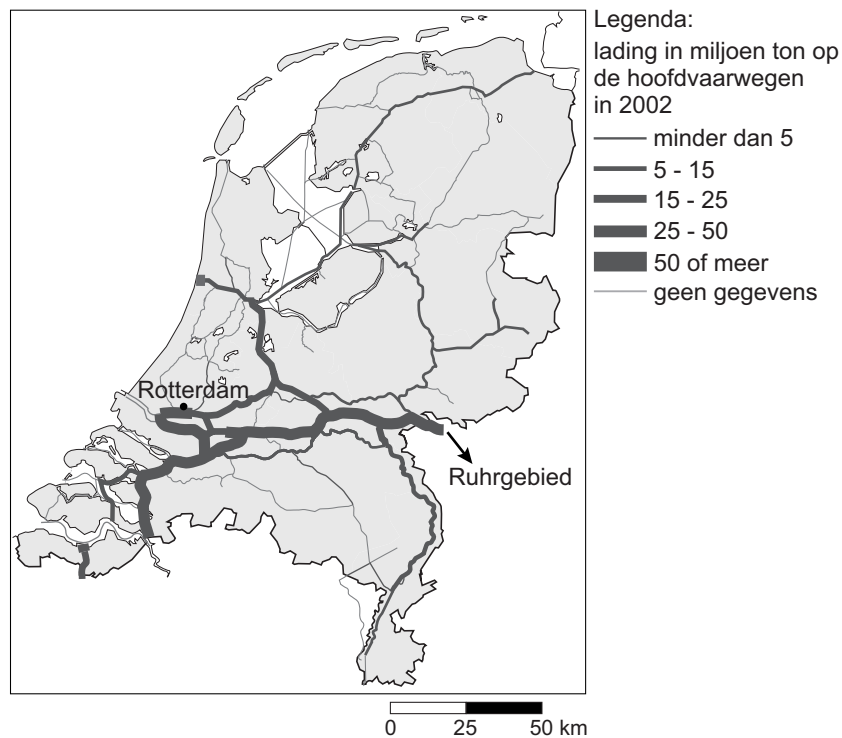 Legenda:
lading in miljoen ton op
de hoofdvaarwegen
in 2002
minder dan 5
5 - 15
15 - 25
25 - 50
50 of meer
geen gegevens
Rotterdam
Ruhrgebied
0 25 50 km